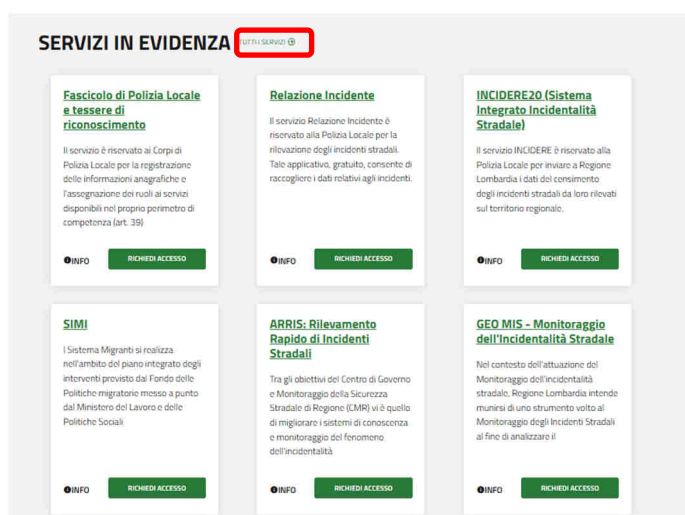 SERVIZI IN EVIDENZA TUTTI I SERVIZI
Fascicolo di Polizia Locale
e tessere di
riconoscimento
Il servizio è riservato ai Corpi di
Polizia Locale per la registrazione
delle informazioni anagrafiche e
l'assegnazione dei ruoli ai servizi
disponibili nel proprio perimetro di
competenza (art. 39)
INFO
RICHIEDI ACCESSO
Relazione Incidente
Il servizio Relazione Incidente è
riservato alla Polizia Locale per la
rilevazione degli incidenti stradali.
Tale applicativo, gratuito, consente di
raccogliere i dati relativi agli incidenti.
INFO
RICHIEDI ACCESSO
INCIDERE20 (Sistema
Integrato Incidentalità
Stradale)
Il servizio INCIDERE è riservato alla
Polizia Locale per inviare a Regione
Lombardia i dati del censimento
degli incidenti stradali da loro rilevati
sul territorio regionale.
INFO
RICHIEDI ACCESSO
SIMI
I Sistema Migranti si realizza
nell'ambito del piano integrato degli
interventi previsto dal Fondo delle
Politiche migratorie messo a punto
dal Ministero del Lavoro e delle
Politiche Sociali
INFO
RICHIEDI ACCESSO
ARRIS: Rilevamento
Rapido di Incidenti
Stradali
Tra gli obiettivi del Centro di Governo
e Monitoraggio della Sicurezza
Stradale di Regione (CMR) vi è quello
di migliorare i sistemi di conoscenza
e monitoraggio del fenomeno
dell'incidentalità
INFO
RICHIEDI ACCESSO
GEO MIS - Monitoraggio
dell'Incidentalità Stradale
Nel contesto dell'attuazione del
Monitoraggio dell'incidentalità
stradale, Regione Lombardia intende
munirsi di uno strumento volto al
Monitoraggio degli Incidenti Stradali
al fine di analizzare il
INFO
RICHIEDI ACCESSO